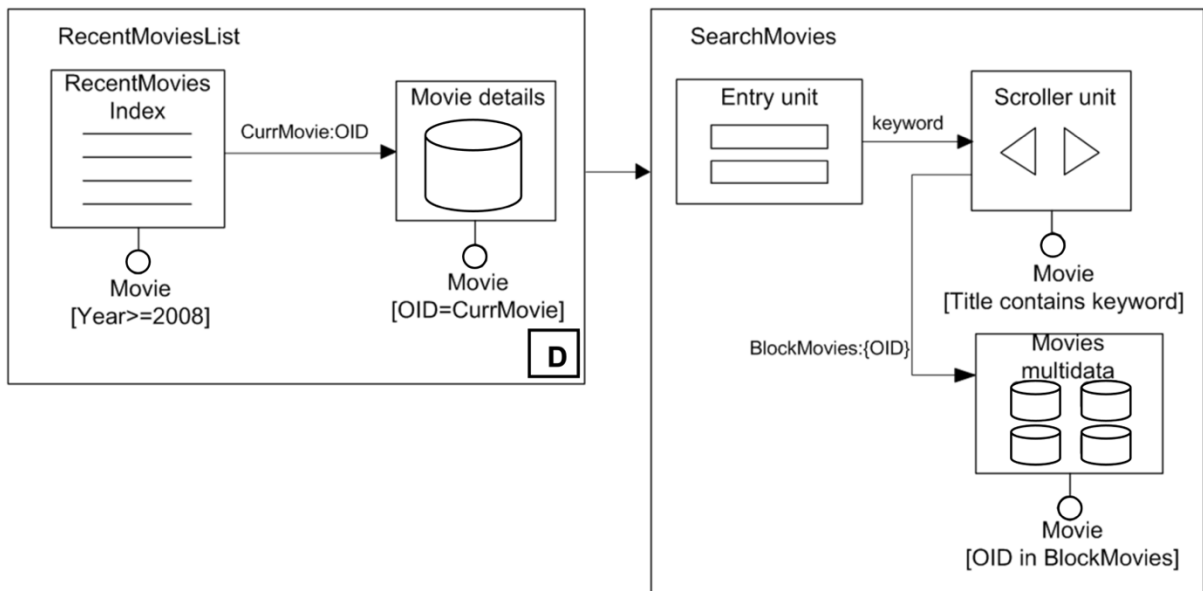 RecentMoviesList
RecentMovies
Index
CurrMovie:OID
Movie details
Movie
[Year>=2008]
Movie
[OID=CurrMovie]
D
SearchMovies
Entry unit
keyword
Scroller unit
Movie
[Title contains keyword]
BlockMovies:{OID}
Movies
multidata
Movie
[OID in BlockMovies]